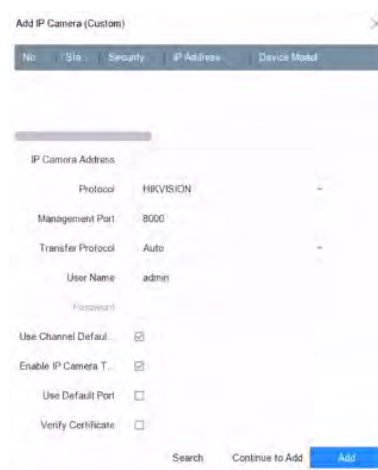 Add IP Camera (Custom)
No. Sta... Security IP Address Device Model
IP Camera Address
Protocol HIKVISION
Management Port 8000
Transfer Protocol Auto
User Name admin
Password
Use Channel Defaul...
Enable IP Camera T...
Use Default Port
Verify Certificate
Search Continue to Add Add